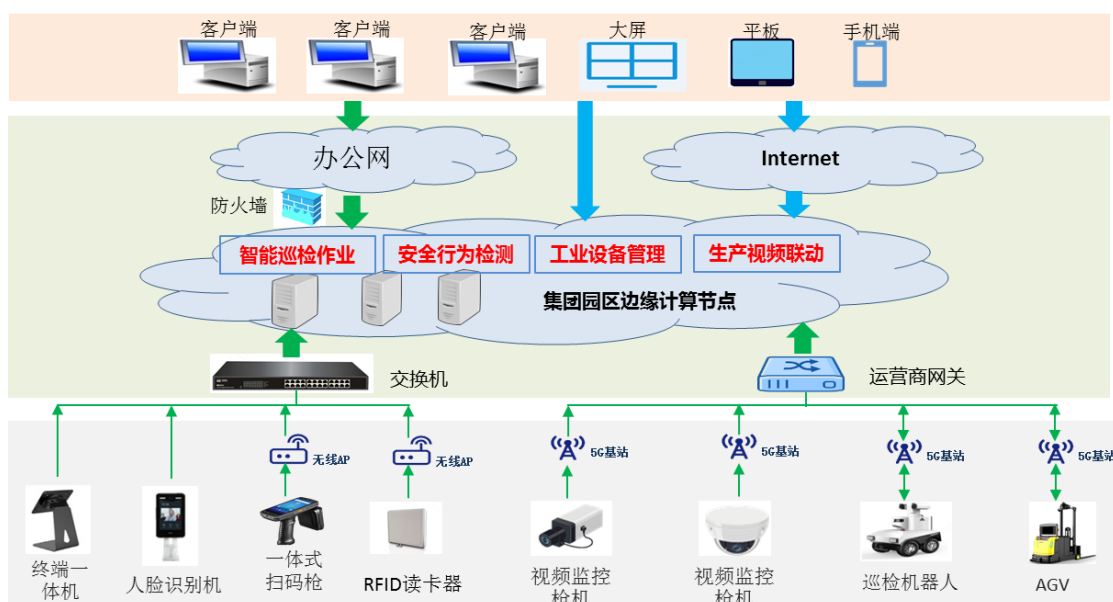 客户端
客户端
客户端
大屏
平板
手机端
办公网
Internet
防火墙
智能巡检作业
安全行为检测
工业设备管理
生产视频联动
集团园区边缘计算节点
交换机
运营商网关
无线AP
无线AP
5G基站
5G基站
5G基站
5G基站
终端一
体机
人脸识别机
一体式
扫码枪
RFID读卡器
视频监控
枪机
视频监控
枪机
巡检机器人
AGV